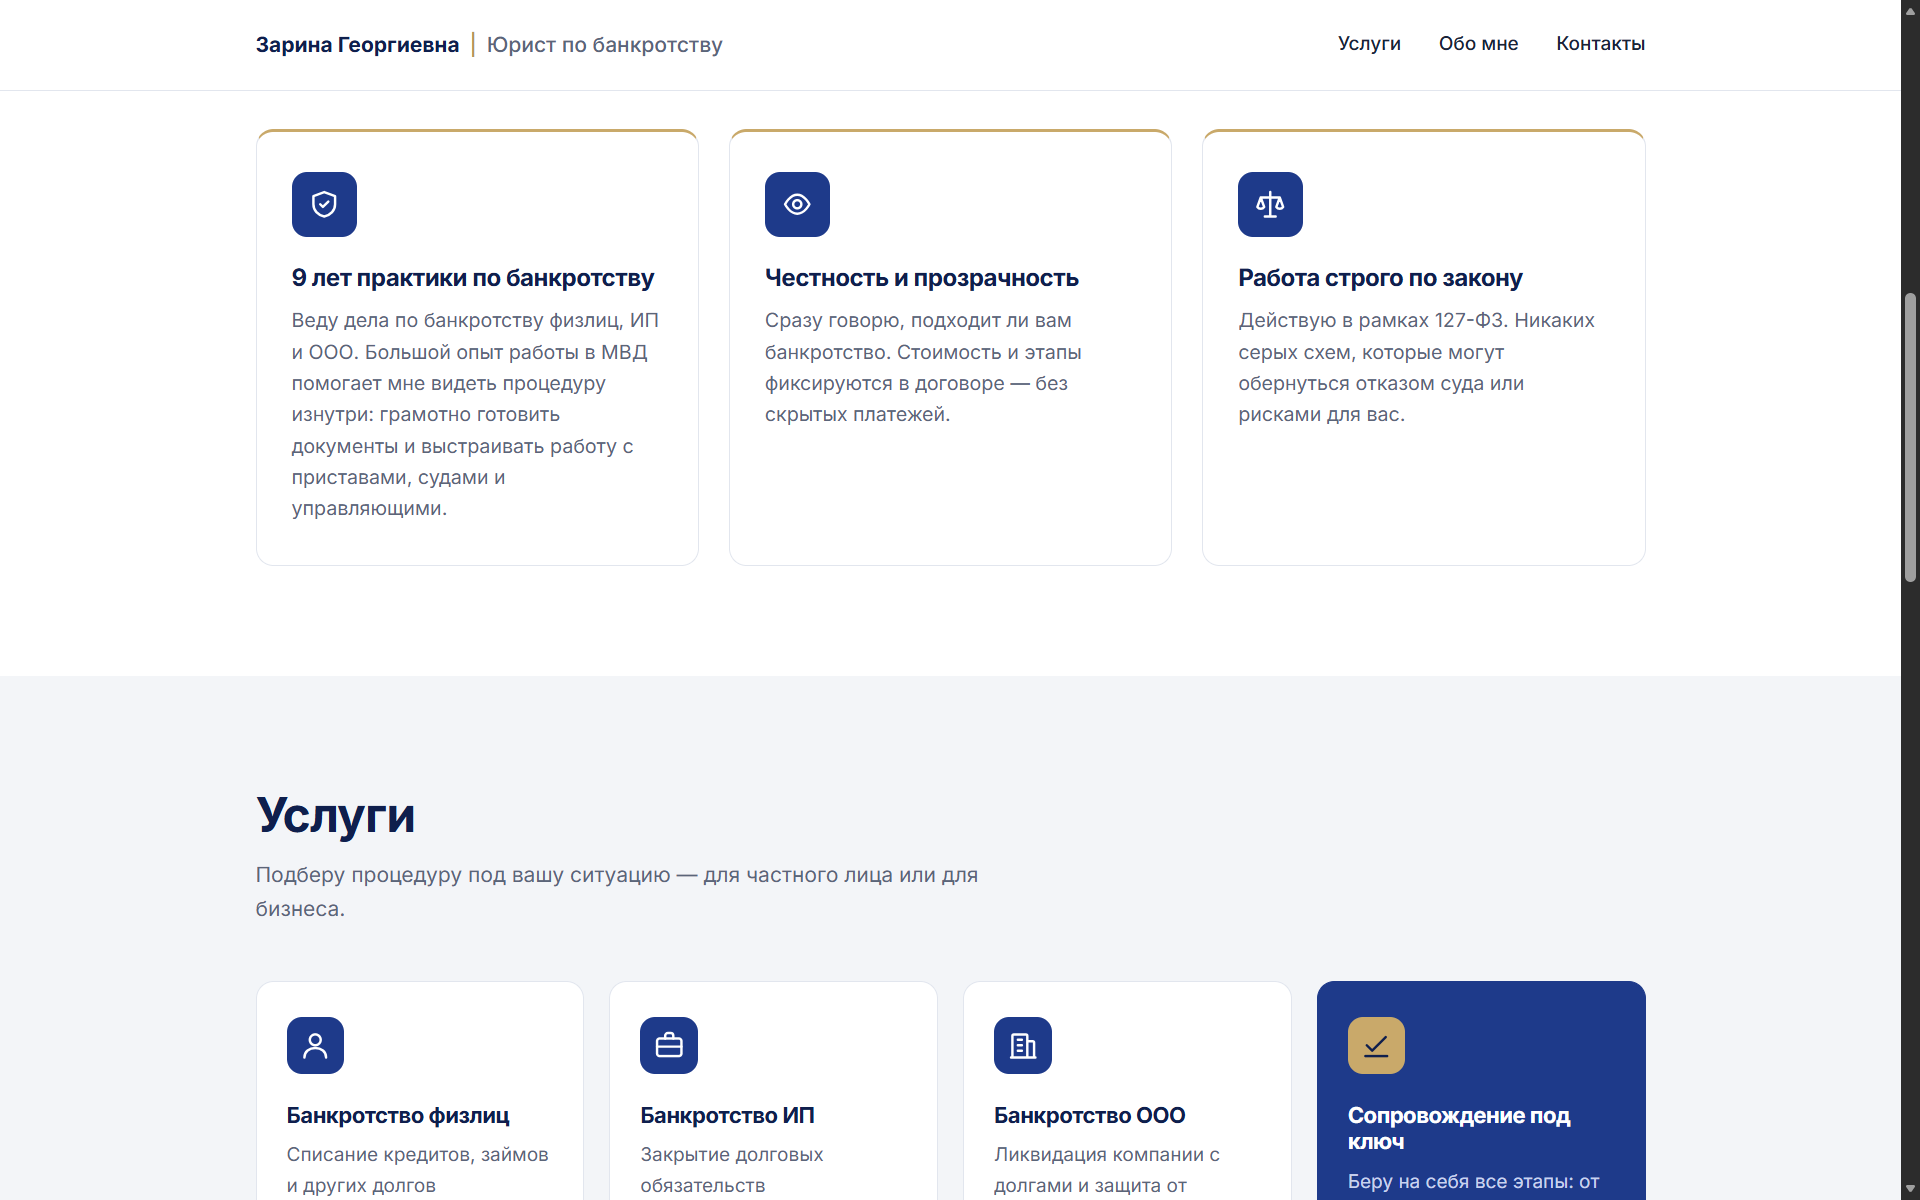 Зарина Георгиевна | Юрист по банкротству
Услуги
Обо мне
Контакты
9 лет практики по банкротству
Веду дела по банкротству физлиц, ИП
и ООО. Большой опыт работы в МВД
помогает мне видеть процедуру
изнутри: грамотно готовить
документы и выстраивать работу с
приставами, судами и
управляющими.
Честность и прозрачность
Сразу говорю, подходит ли вам
банкротство. Стоимость и этапы
фиксируются в договоре — без
скрытых платежей.
Работа строго по закону
Действую в рамках 127-ФЗ. Никаких
серых схем, которые могут
обернуться отказом суда или
рисками для вас.
Услуги
Подберу процедуру под вашу ситуацию — для частного лица или для
бизнеса.
Банкротство физлиц
Списание кредитов, займов
и других долгов
Банкротство ИП
Закрытие долговых
обязательств
Банкротство ООО
Ликвидация компании с
долгами и защита от
Сопровождение под
ключ
Беру на себя все этапы: от